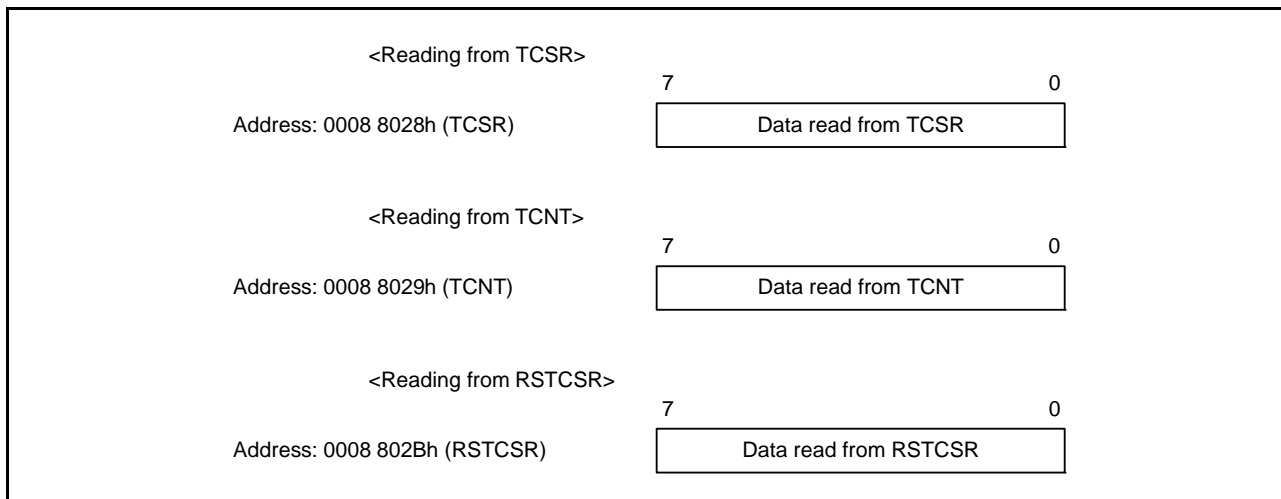 <Reading from TCSR>
7 0
Address: 0008 8028h (TCSR) Data read from TCSR
<Reading from TCNT>
7 0
Address: 0008 8029h (TCNT) Data read from TCNT
<Reading from RSTCSR>
7 0
Address: 0008 802Bh (RSTCSR) Data read from RSTCSR